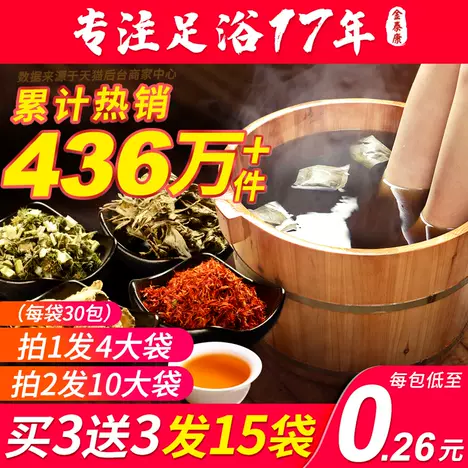 专注足浴17年
金泰康
数据来源于天猫后台商家中心
累计热销
436万+件
(每袋30包)
拍1发4大袋
拍2发10大袋
买3送3发15袋
每包低至
0.26元